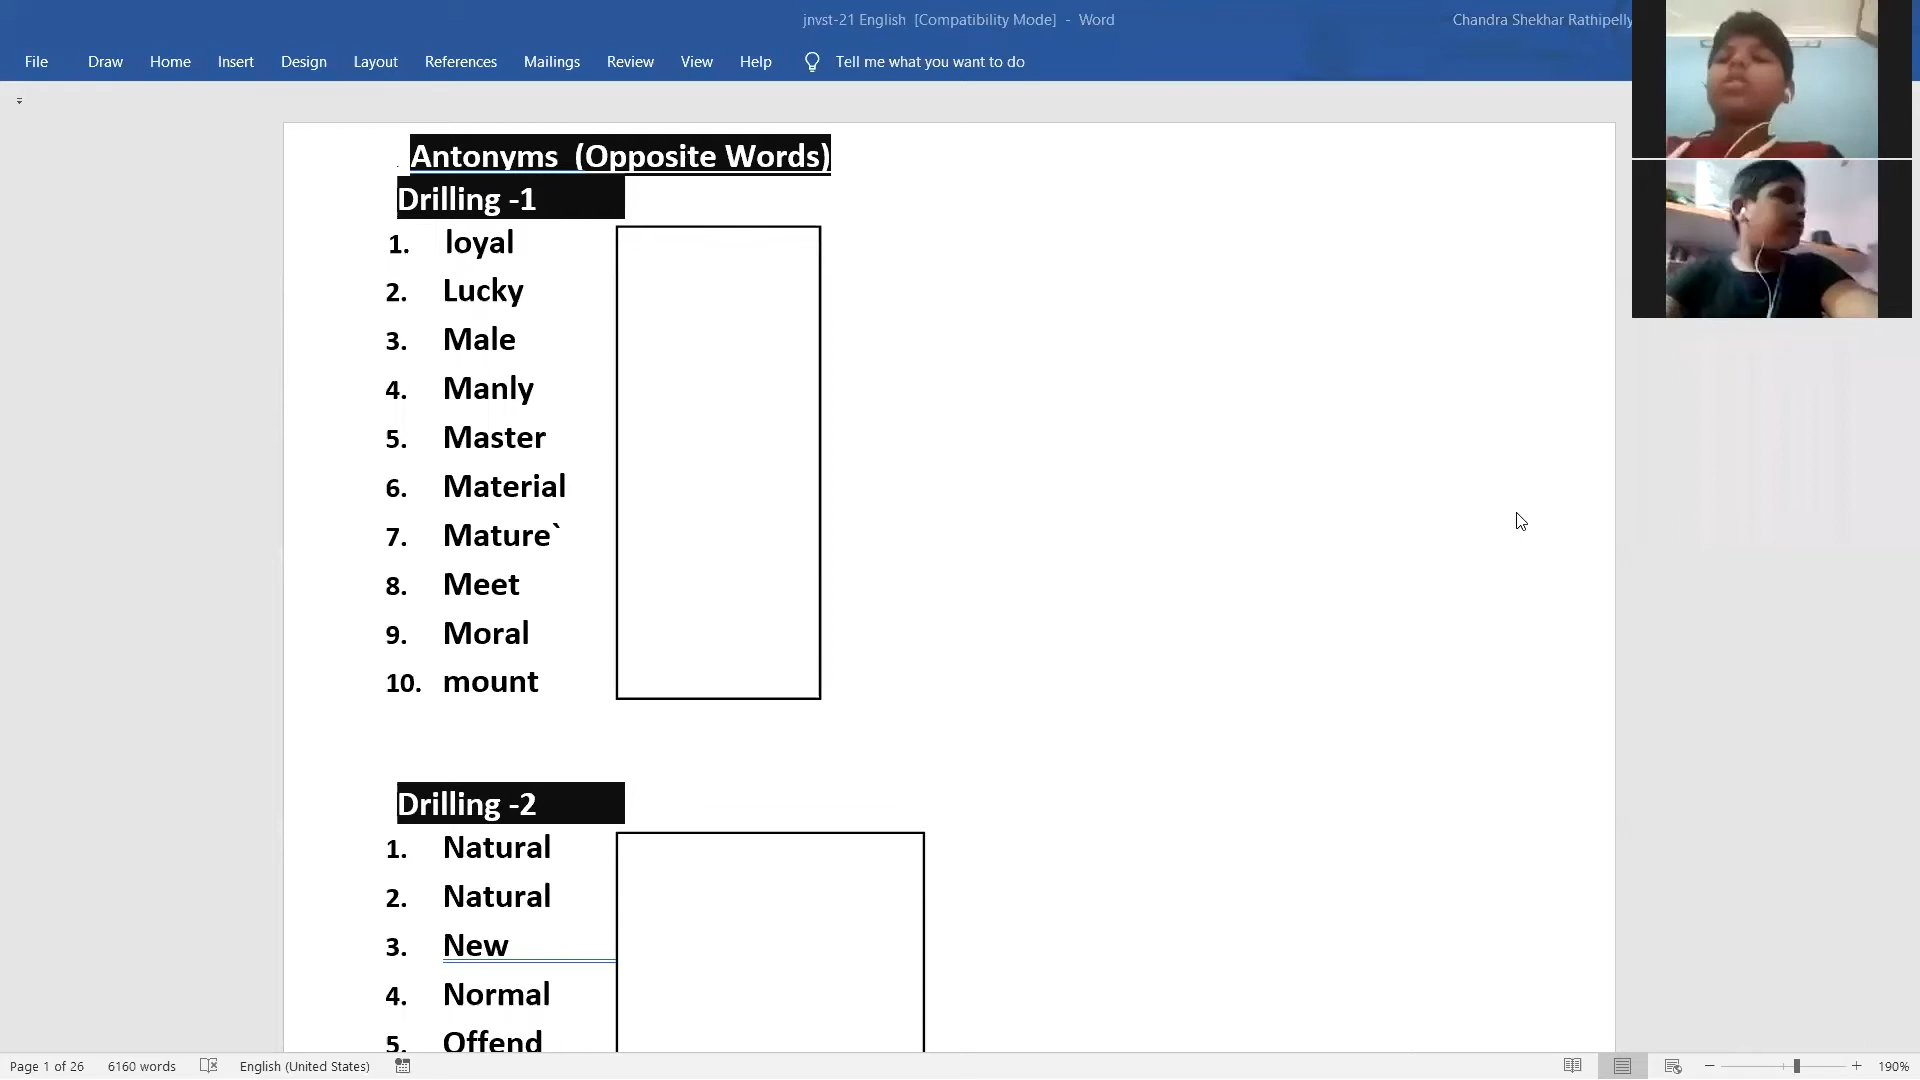 jnvst-21 English [Compatibility Mode] - Word
Chandra Shekhar Rathipelly
File Draw Home Insert Design Layout References Mailings Review View Help Tell me what you want to do
Antonyms (Opposite Words)
Drilling -1
1. loyal
2. Lucky
3. Male
4. Manly
5. Master
6. Material
7. Mature`
8. Meet
9. Moral
10. mount
Drilling -2
1. Natural
2. Natural
3. New
4. Normal
5. Offend
Page 1 of 26 6160 words English (United States) 190%